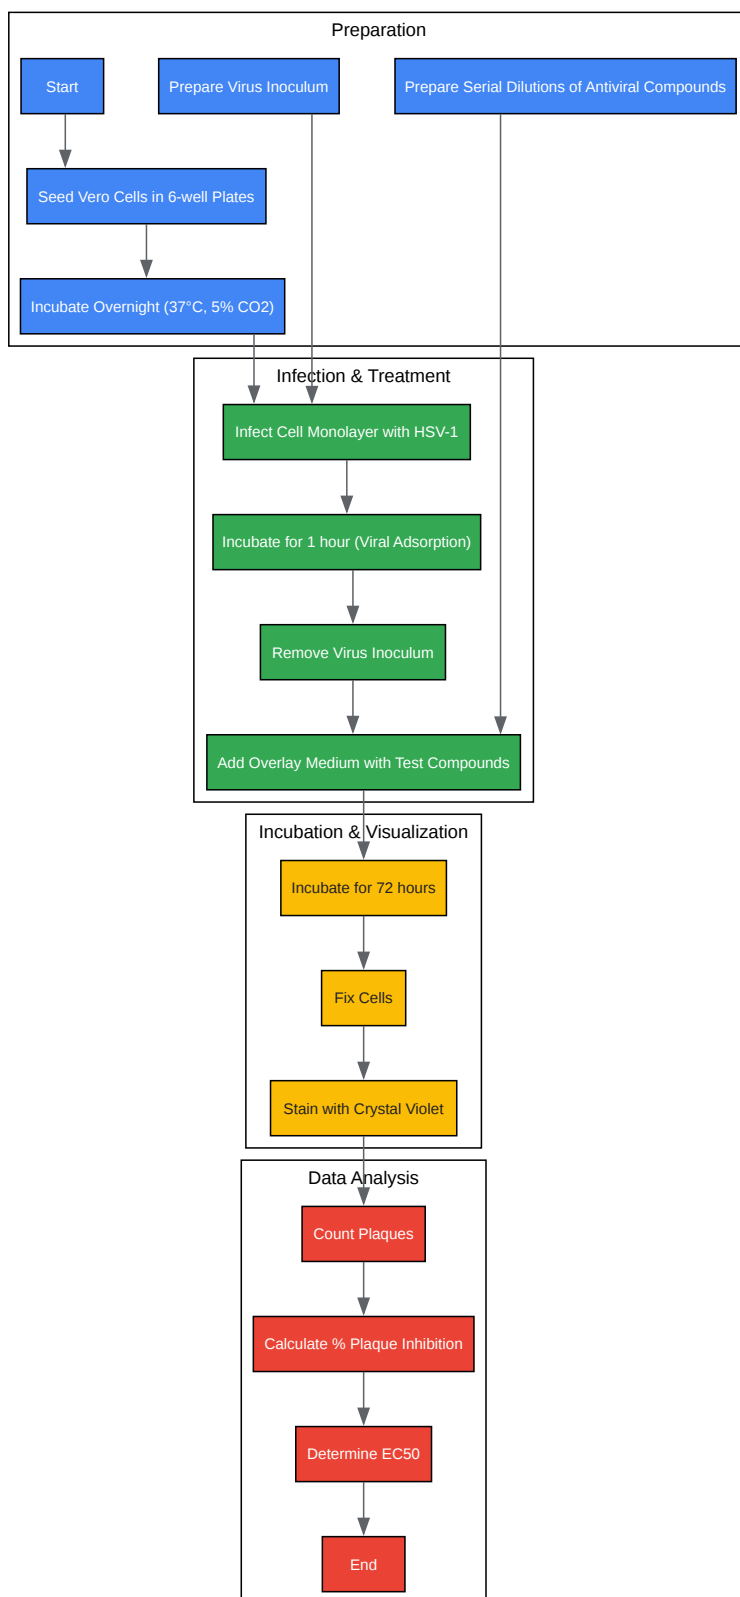 Preparation
Start
Prepare Virus Inoculum
Prepare Serial Dilutions of Antiviral Compounds
Seed Vero Cells in 6-well Plates
Incubate Overnight (37°C, 5% CO2)
Infection & Treatment
Infect Cell Monolayer with HSV-1
Incubate for 1 hour (Viral Adsorption)
Remove Virus Inoculum
Add Overlay Medium with Test Compounds
Incubation & Visualization
Incubate for 72 hours
Fix Cells
Stain with Crystal Violet
Data Analysis
Count Plaques
Calculate % Plaque Inhibition
Determine EC50
End